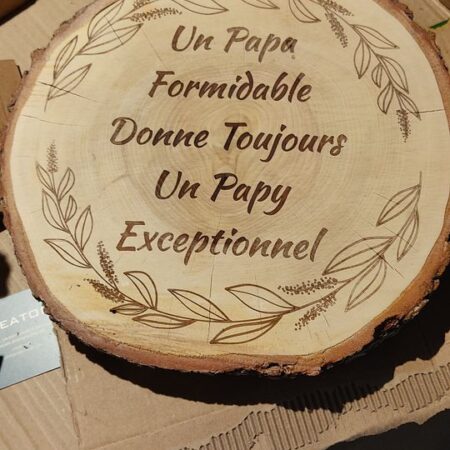 Un Papa
Formidable
Donne Toujours
Un Papy
Exceptionnel